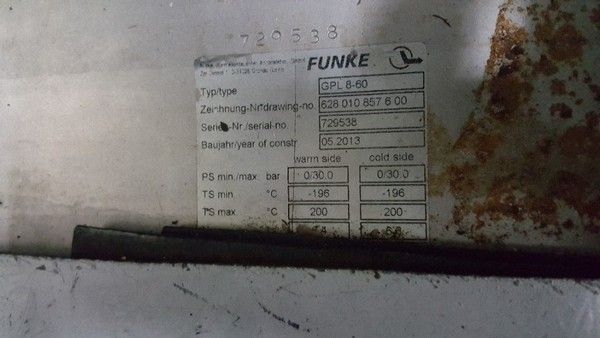 729538
FUNKE
Typ/type GPL 8-60
Zeichnung-Nr/drawing-no. 628 010 857 6 00
Serien-Nr./serial-no. 729538
Baujahr/year of constr 05.2013
warm side cold side
PS min./max. bar 0/30.0 0/30.0
TS min. °C -196 -196
TS max. °C 200 200